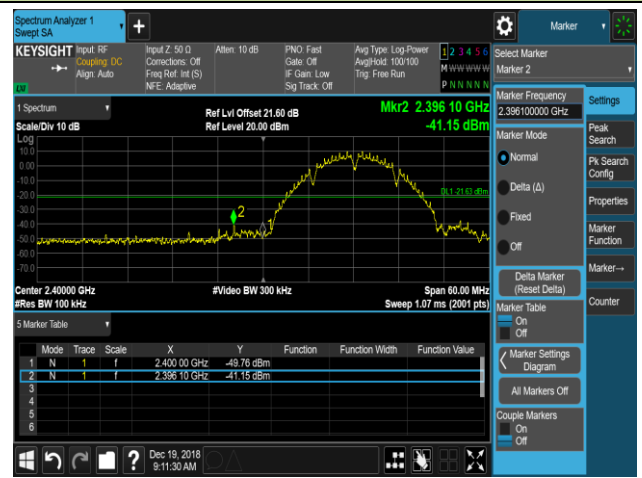 Spectrum Analyzer 1
Swept SA
Marker
KEYSIGHT
Input: RF
Coupling: DC
Align: Auto
Input Z: 50 Ω
Corrections: Off
Freq Ref: Int (S)
NFE: Adaptive
Atten: 10 dB
PNO: Fast
Gate: Off
IF Gain: Low
Sig Track: Off
Avg Type: Log-Power
Avg|Hold: 100/100
Trig: Free Run
1 2 3 4 5 6
M W W W W W
P N N N N N
LXI
Select Marker
Marker 2
1 Spectrum
Scale/Div 10 dB
Log
Ref Lvl Offset 21.60 dB
Ref Level 20.00 dBm
Mkr2 2.396 10 GHz
-41.15 dBm
10.0
0.00
-10.0
-20.0
-30.0
-40.0
-50.0
-60.0
-70.0
DL1 -21.63 dBm
2
1
Center 2.40000 GHz
#Res BW 100 kHz
#Video BW 300 kHz
Span 60.00 MHz
Sweep 1.07 ms (2001 pts)
5 Marker Table
Mode Trace Scale X Y Function Function Width Function Value
1 N 1 f 2.400 00 GHz -49.76 dBm
2 N 1 f 2.396 10 GHz -41.15 dBm
3
4
5
6
Dec 19, 2018
9:11:30 AM
Marker Frequency
2.396100000 GHz
Marker Mode
Normal
Delta (Δ)
Fixed
Off
Delta Marker
(Reset Delta)
Marker Table
On
Off
Marker Settings
Diagram
All Markers Off
Couple Markers
On
Off
Settings
Peak
Search
Pk Search
Config
Properties
Marker
Function
Marker→
Counter